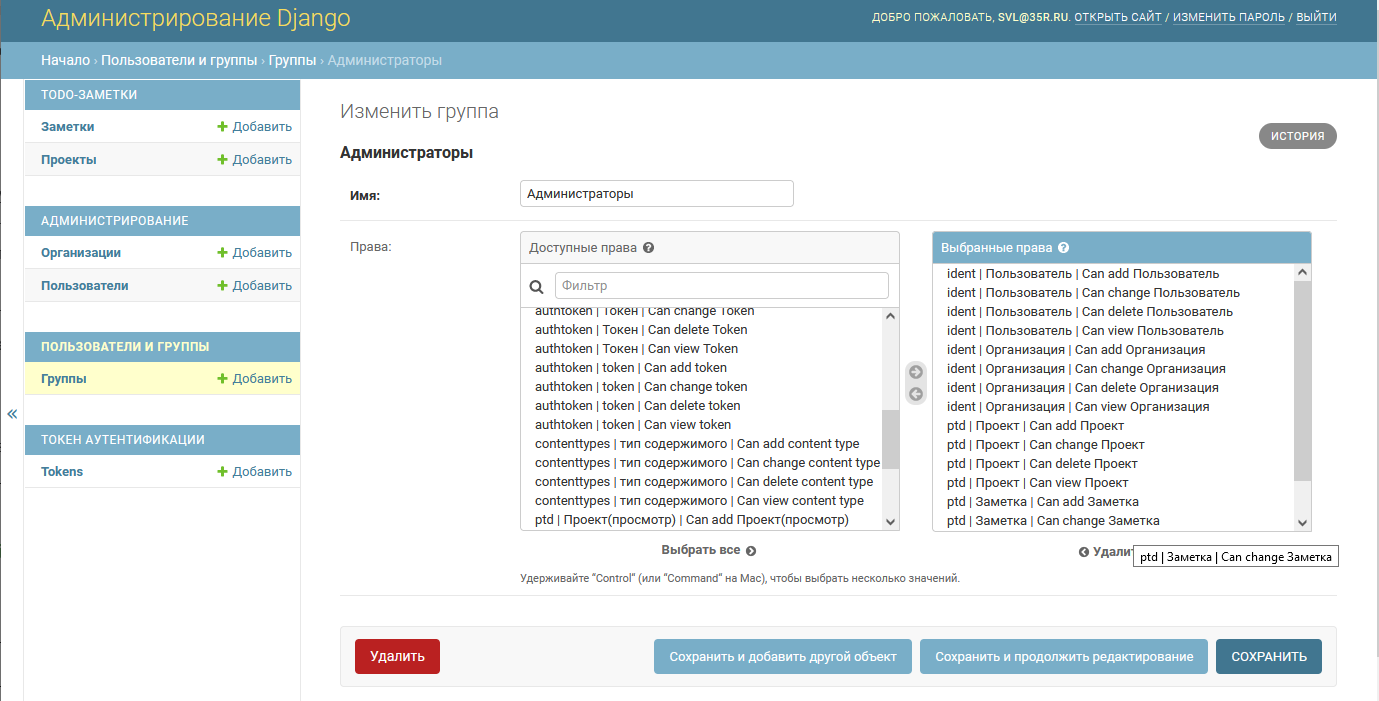 Администрирование Django
ДОБРО ПОЖАЛОВАТЬ, SVL@35R.RU. ОТКРЫТЬ САЙТ / ИЗМЕНИТЬ ПАРОЛЬ / ВЫЙТИ
Начало › Пользователи и группы › Группы › Администраторы
TODO-ЗАМЕТКИ
Заметки + Добавить
Проекты + Добавить
АДМИНИСТРИРОВАНИЕ
Организации + Добавить
Пользователи + Добавить
ПОЛЬЗОВАТЕЛИ И ГРУППЫ
Группы + Добавить
ТОКЕН АУТЕНТИФИКАЦИИ
Tokens + Добавить
«
Изменить группа
ИСТОРИЯ
Администраторы
Имя: Администраторы
Права:
Доступные права ?
Фильтр
authtoken | Токен | Can change Token
authtoken | Токен | Can delete Token
authtoken | Токен | Can view Token
authtoken | token | Can add token
authtoken | token | Can change token
authtoken | token | Can delete token
authtoken | token | Can view token
contenttypes | тип содержимого | Can add content type
contenttypes | тип содержимого | Can change content type
contenttypes | тип содержимого | Can delete content type
contenttypes | тип содержимого | Can view content type
ptd | Проект(просмотр) | Can add Проект(просмотр)
Выбрать все
Выбранные права ?
ident | Пользователь | Can add Пользователь
ident | Пользователь | Can change Пользователь
ident | Пользователь | Can delete Пользователь
ident | Пользователь | Can view Пользователь
ident | Организация | Can add Организация
ident | Организация | Can change Организация
ident | Организация | Can delete Организация
ident | Организация | Can view Организация
ptd | Проект | Can add Проект
ptd | Проект | Can change Проект
ptd | Проект | Can delete Проект
ptd | Проект | Can view Проект
ptd | Заметка | Can add Заметка
ptd | Заметка | Can change Заметка
Удалит
ptd | Заметка | Can change Заметка
Удерживайте “Control“ (или “Command“ на Mac), чтобы выбрать несколько значений.
Удалить
Сохранить и добавить другой объект
Сохранить и продолжить редактирование
СОХРАНИТЬ